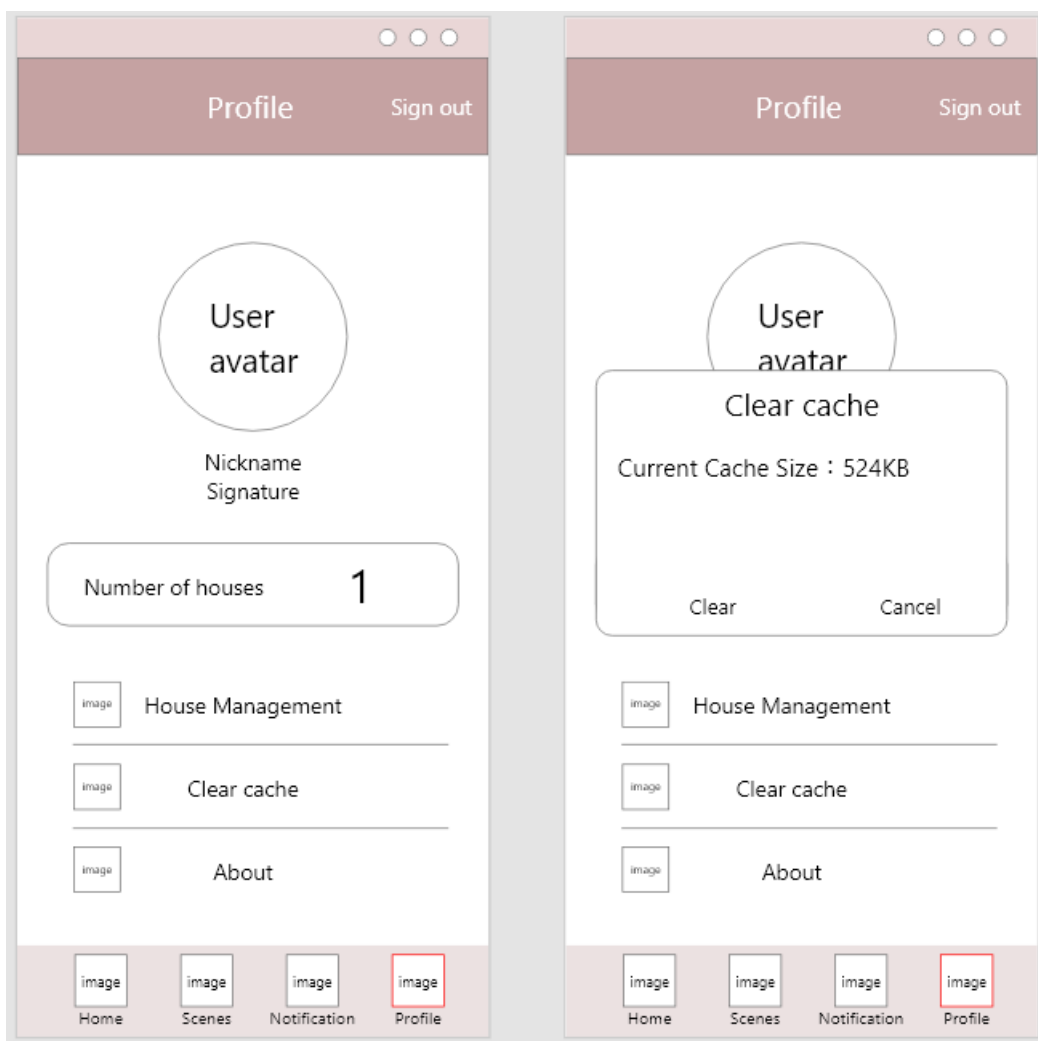 Profile
Sign out
User
avatar
Nickname
Signature
Number of houses 1
image House Management
image Clear cache
image About
image image image image
Home Scenes Notification Profile
Profile
Sign out
User
avatar
Clear cache
Current Cache Size：524KB
Clear Cancel
image House Management
image Clear cache
image About
image image image image
Home Scenes Notification Profile